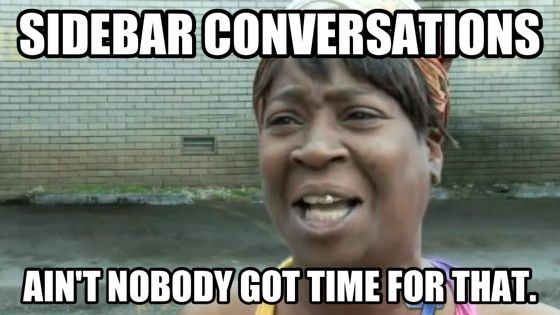 SIDEBAR CONVERSATIONS
AIN'T NOBODY GOT TIME FOR THAT.